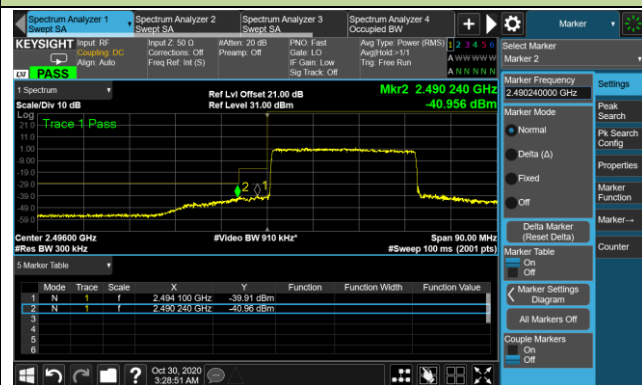 Spectrum Analyzer 1
Swept SA
Spectrum Analyzer 2
Swept SA
Spectrum Analyzer 3
Swept SA
Spectrum Analyzer 4
Occupied BW
Marker
KEYSIGHT
Input: RF
Coupling: DC
Align: Auto
Input Z: 50 Ω
Corrections: Off
Freq Ref: Int (S)
#Atten: 20 dB
Preamp: Off
PNO: Fast
Gate: LO
IF Gain: Low
Sig Track: Off
Avg Type: Power (RMS)
Avg|Hold:>1/1
Trig: Free Run
1 2 3 4 5 6
A W W W W W
A N N N N N
LXI PASS
Select Marker
Marker 2
1 Spectrum
Scale/Div 10 dB
Ref Lvl Offset 21.00 dB
Ref Level 31.00 dBm
Mkr2 2.490 240 GHz
-40.956 dBm
Log
Trace 1 Pass
21.0
11.0
1.00
-9.00
-19.0
-29.0
-39.0
-49.0
-59.0
2
1
Center 2.49600 GHz
#Res BW 300 kHz
#Video BW 910 kHz*
Span 90.00 MHz
#Sweep 100 ms (2001 pts)
5 Marker Table
Mode Trace Scale X Y Function Function Width Function Value
1 N 1 f 2.494 100 GHz -39.91 dBm
2 N 1 f 2.490 240 GHz -40.96 dBm
3
4
5
6
Marker Frequency
2.490240000 GHz
Marker Mode
Normal
Delta (Δ)
Fixed
Off
Delta Marker
(Reset Delta)
Marker Table
On
Off
Marker Settings
Diagram
All Markers Off
Couple Markers
On
Off
Settings
Peak
Search
Pk Search
Config
Properties
Marker
Function
Marker→
Counter
Oct 30, 2020
3:28:51 AM